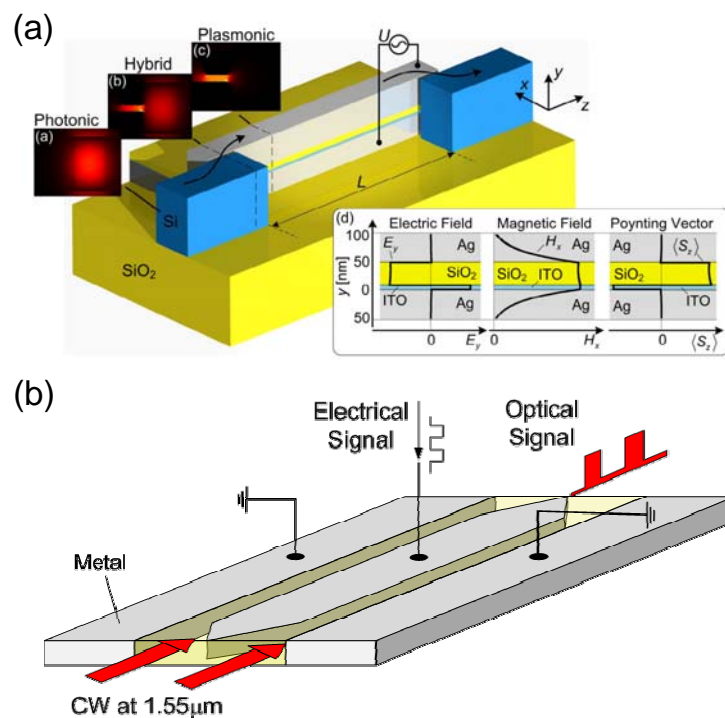 (a)
Photonic
(a)
Hybrid
(b)
Plasmonic
(c)
U
x
y
z
L
Si
SiO2
(d)
Electric Field
Magnetic Field
Poynting Vector
y [nm]
100
50
0
50
Ey
Ag
SiO2
ITO
Ag
0
Ey
Hx
Ag
SiO2
ITO
Ag
0
Hx
Ag
⟨Sz⟩
SiO2
Ag
ITO
0
⟨Sz⟩
(b)
Electrical
Signal
Optical
Signal
Metal
CW at 1.55μm